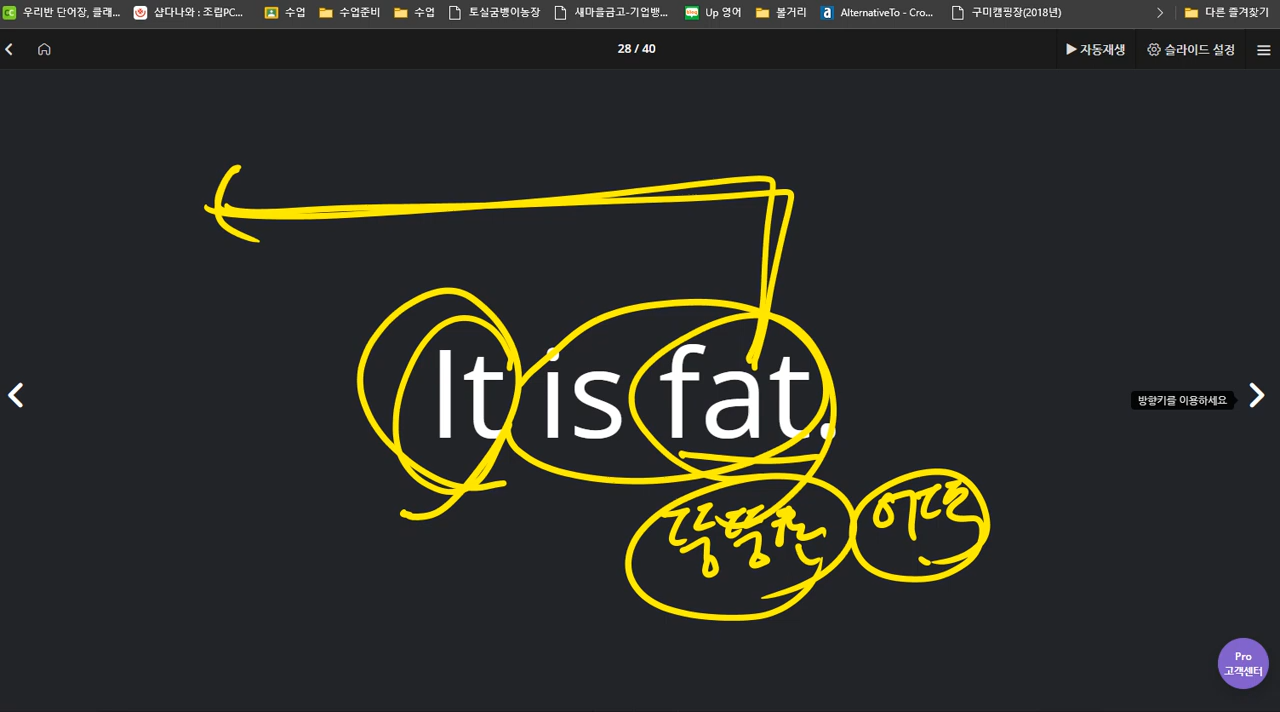 우리반 단어장, 클래... 샵다나와 : 조립PC... 수업 수업준비 수업 토실굼벵이농장 새마을금고-기업뱅... Up 영어 볼거리 AlternativeTo - Cro... 구미캠핑장(2018년) 다른 즐겨찾기
28 / 40 자동재생 슬라이드 설정
It is fat.
방향키를 이용하세요
뚱뚱한 어떤
Pro
고객센터